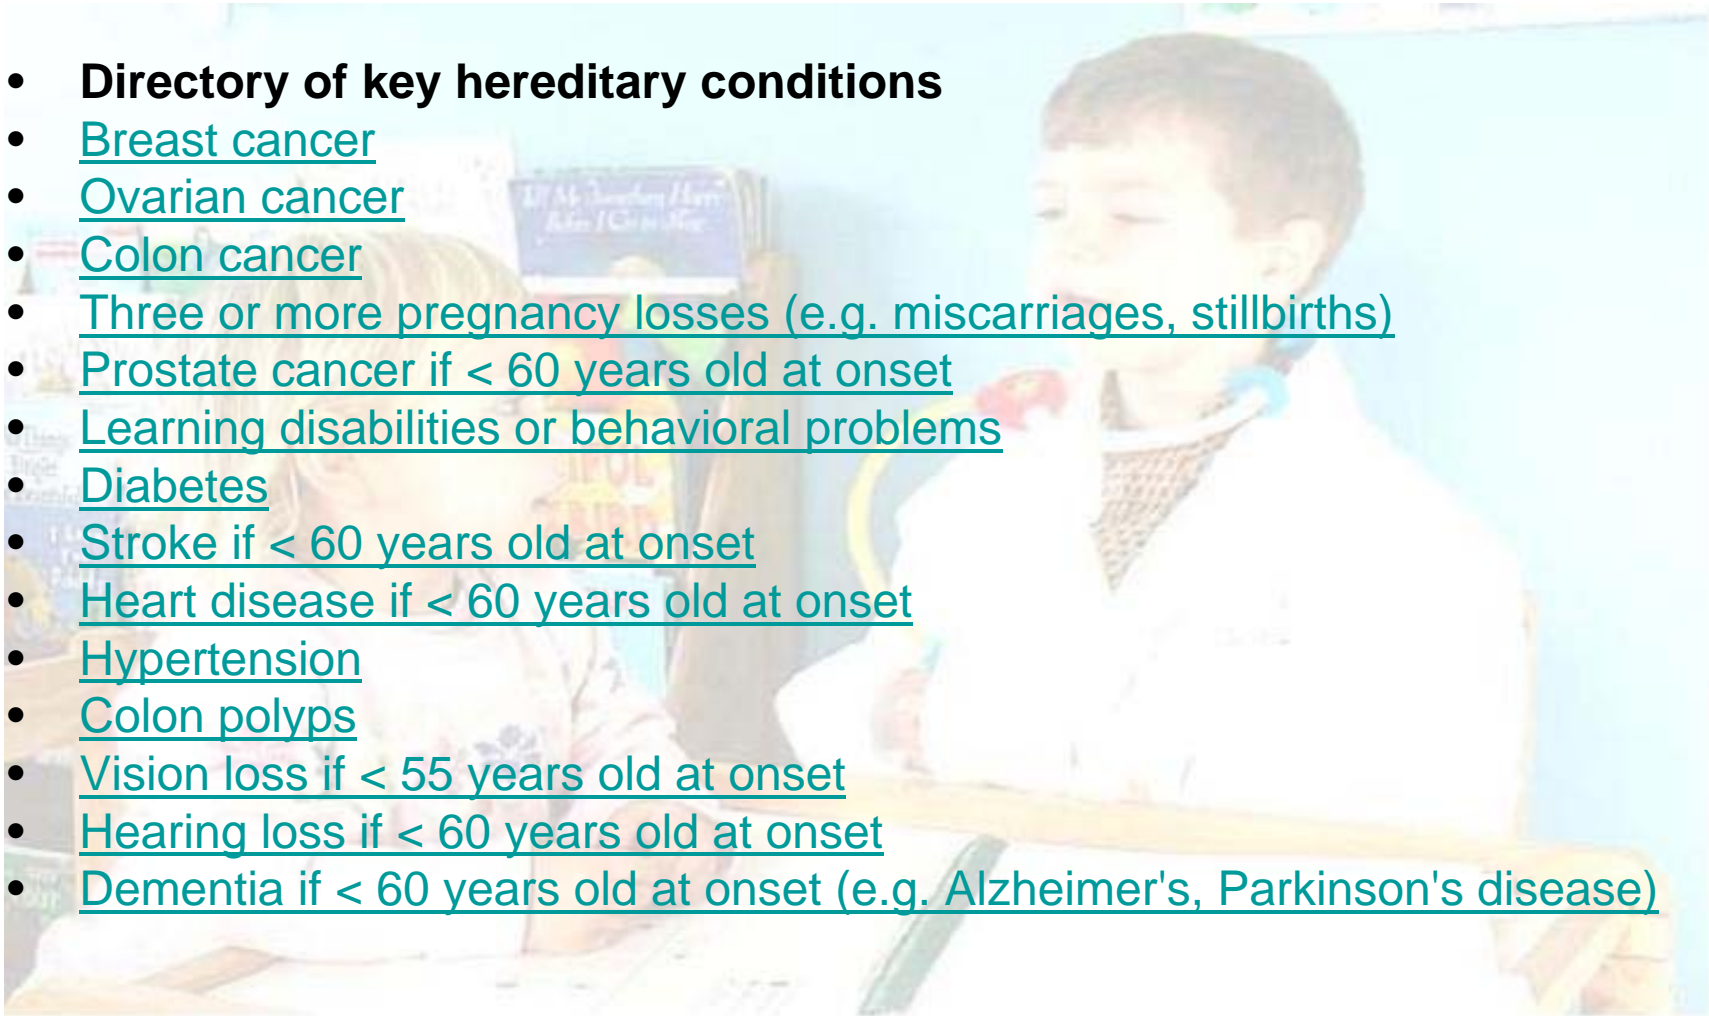 • Directory of key hereditary conditions
• Breast cancer
• Ovarian cancer
• Colon cancer
• Three or more pregnancy losses (e.g. miscarriages, stillbirths)
• Prostate cancer if < 60 years old at onset
• Learning disabilities or behavioral problems
• Diabetes
• Stroke if < 60 years old at onset
• Heart disease if < 60 years old at onset
• Hypertension
• Colon polyps
• Vision loss if < 55 years old at onset
• Hearing loss if < 60 years old at onset
• Dementia if < 60 years old at onset (e.g. Alzheimer's, Parkinson's disease)